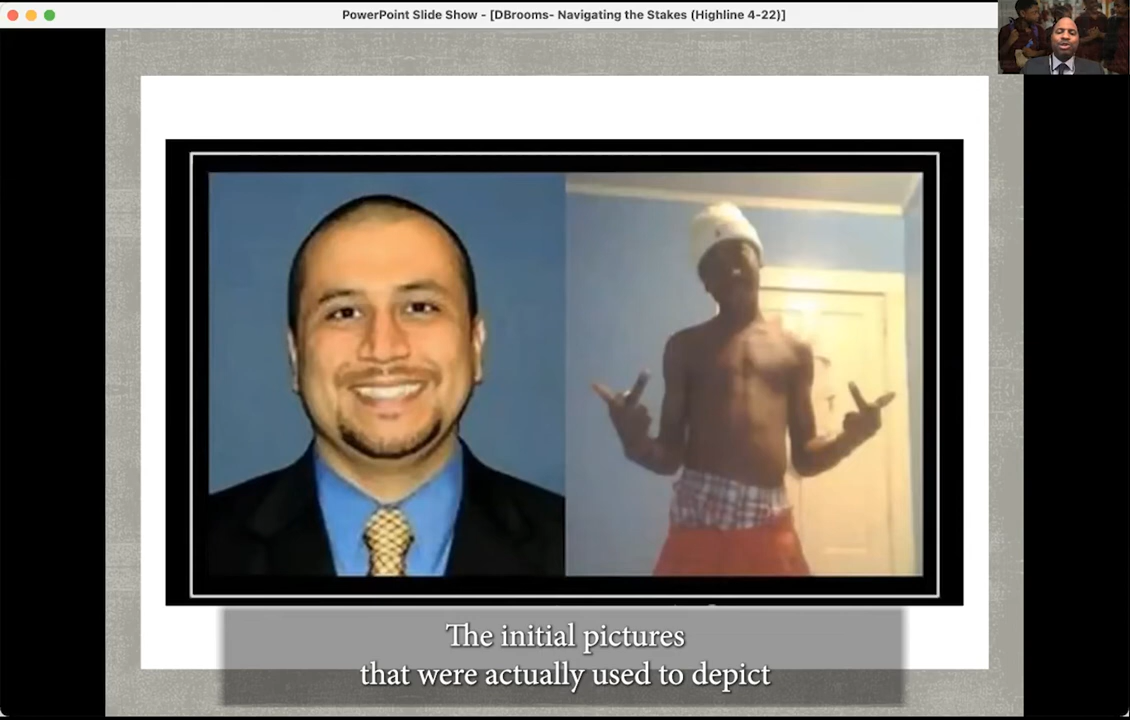 PowerPoint Slide Show - [DBrooms- Navigating the Stakes (Highline 4-22)]
The initial pictures
that were actually used to depict